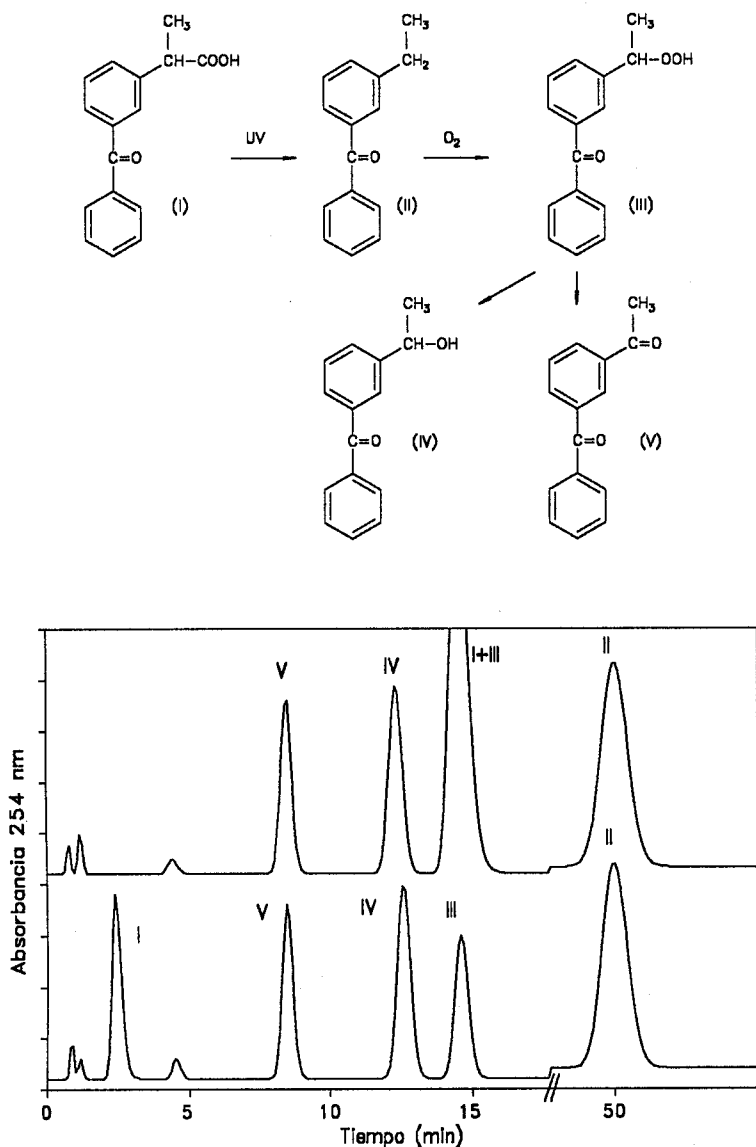 CH₃
CH–COOH
C=O
(I)
UV
CH₃
CH₂
C=O
(II)
O₂
CH₃
CH–OOH
C=O
(III)
CH₃
CH–OH
C=O
(IV)
CH₃
C=O
C=O
(V)
Absorbancia 254 nm
V
IV
I+III
II
I
V
IV
III
II
0
5
10
15
50
Tiempo (min)